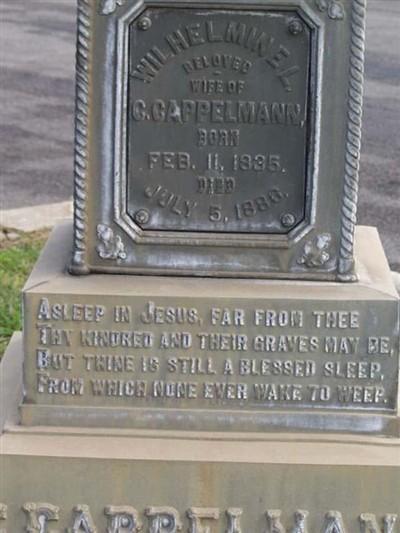 WILHELMINE L.
BELOVED
WIFE OF
C. CAPPELMANN,
BORN
FEB. 11, 1835.
DIED
JULY 5, 1886.
ASLEEP IN JESUS, FAR FROM THEE
THY KINDRED AND THEIR GRAVES MAY BE,
BUT THINE IS STILL A BLESSED SLEEP,
FROM WHICH NONE EVER WAKE TO WEEP.
CAPPELMAN